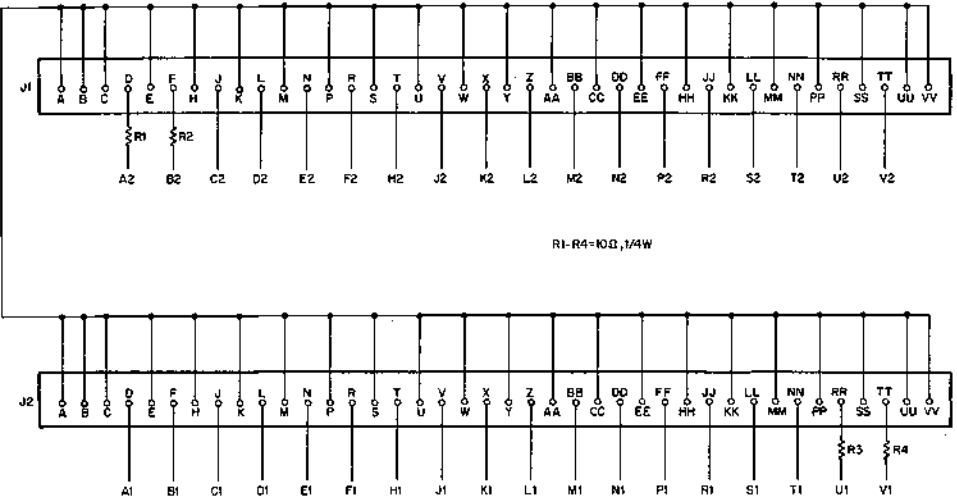 D F J L N R T V X Z BB DD FF JJ LL NN RR TT
J1 A B C E H K M P S U W Y AA CC EE HH KK MM PP SS UU VV
R1 R2
A2 B2 C2 D2 E2 F2 H2 J2 K2 L2 M2 N2 P2 R2 S2 T2 U2 V2
R1-R4=10Ω,1/4W
D F J L N R T V X Z BB DD FF JJ LL NN RR TT
J2 A B C E H K M P S U W Y AA CC EE HH KK MM PP SS UU VV
R3 R4
A1 B1 C1 D1 E1 F1 H1 J1 K1 L1 M1 N1 P1 R1 S1 T1 U1 V1